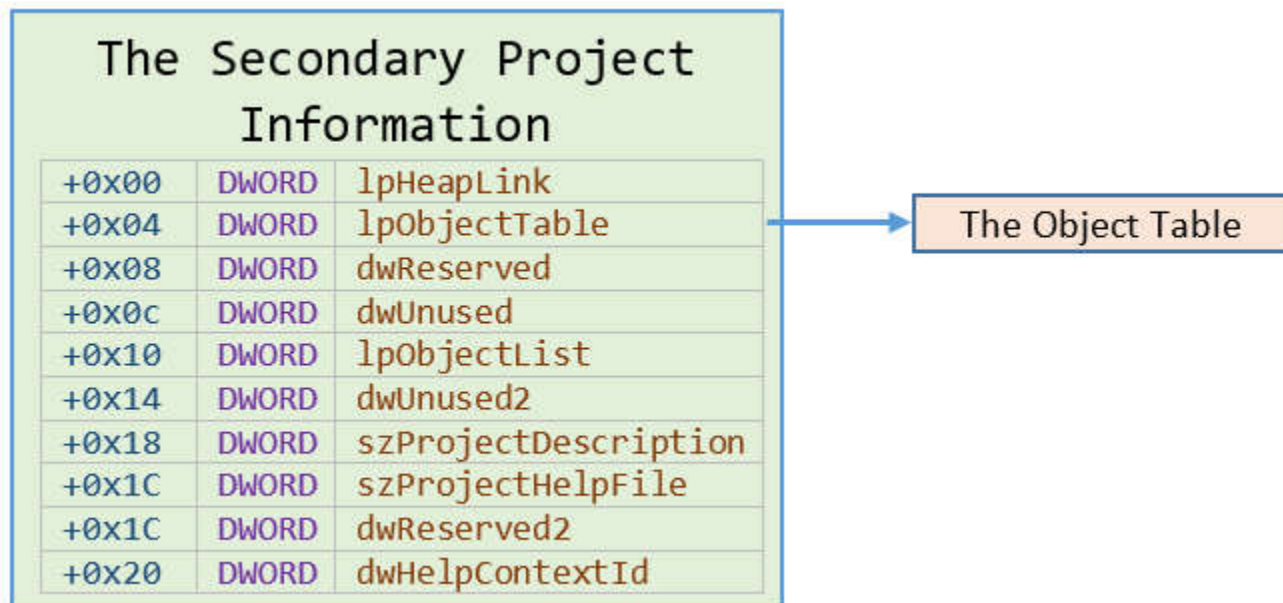 The Secondary Project
Information
+0x00 DWORD lpHeapLink
+0x04 DWORD lpObjectTable
The Object Table
+0x08 DWORD dwReserved
+0x0c DWORD dwUnused
+0x10 DWORD lpObjectList
+0x14 DWORD dwUnused2
+0x18 DWORD szProjectDescription
+0x1C DWORD szProjectHelpFile
+0x1C DWORD dwReserved2
+0x20 DWORD dwHelpContextId